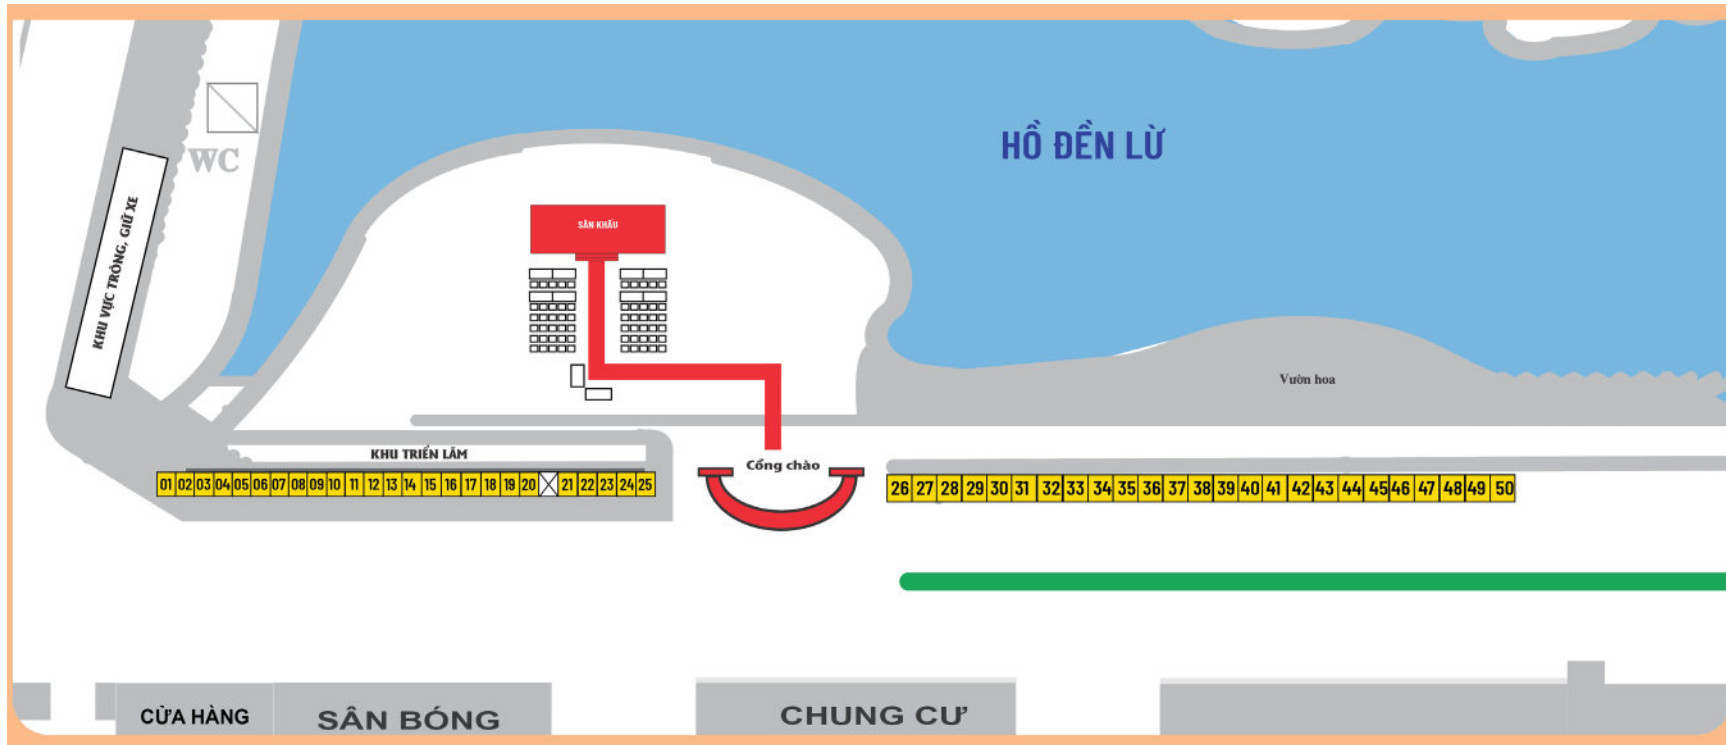 HỒ ĐỀN LỪ
WC
KHU VỰC TRÔNG, GIỮ XE
SÂN KHẤU
Vườn hoa
KHU TRIỂN LÃM
Cổng chào
01 02 03 04 05 06 07 08 09 10 11 12 13 14 15 16 17 18 19 20 21 22 23 24 25
26 27 28 29 30 31 32 33 34 35 36 37 38 39 40 41 42 43 44 45 46 47 48 49 50
CỬA HÀNG
SÂN BÓNG
CHUNG CƯ